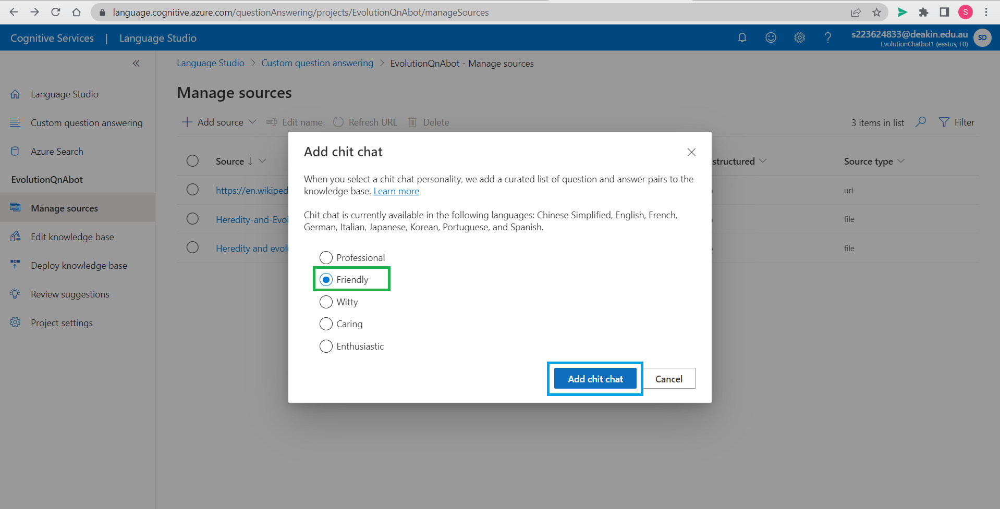 language.cognitive.azure.com/questionAnswering/projects/EvolutionQnAbot/manageSources
S
Cognitive Services | Language Studio
s223624833@deakin.edu.au
EvolutionChatbot1 (eastus, F0)
SD
Language Studio > Custom question answering > EvolutionQnAbot - Manage sources
Manage sources
Language Studio
Custom question answering
Azure Search
EvolutionQnAbot
Manage sources
Edit knowledge base
Deploy knowledge base
Review suggestions
Project settings
Add source Edit name Refresh URL Delete
3 items in list Filter
Source structured Source type
https://en.wikiped url
Heredity-and-Evol file
Heredity and evol file
Add chit chat
When you select a chit chat personality, we add a curated list of question and answer pairs to the
knowledge base. Learn more
Chit chat is currently available in the following languages: Chinese Simplified, English, French,
German, Italian, Japanese, Korean, Portuguese, and Spanish.
Professional
Friendly
Witty
Caring
Enthusiastic
Add chit chat Cancel